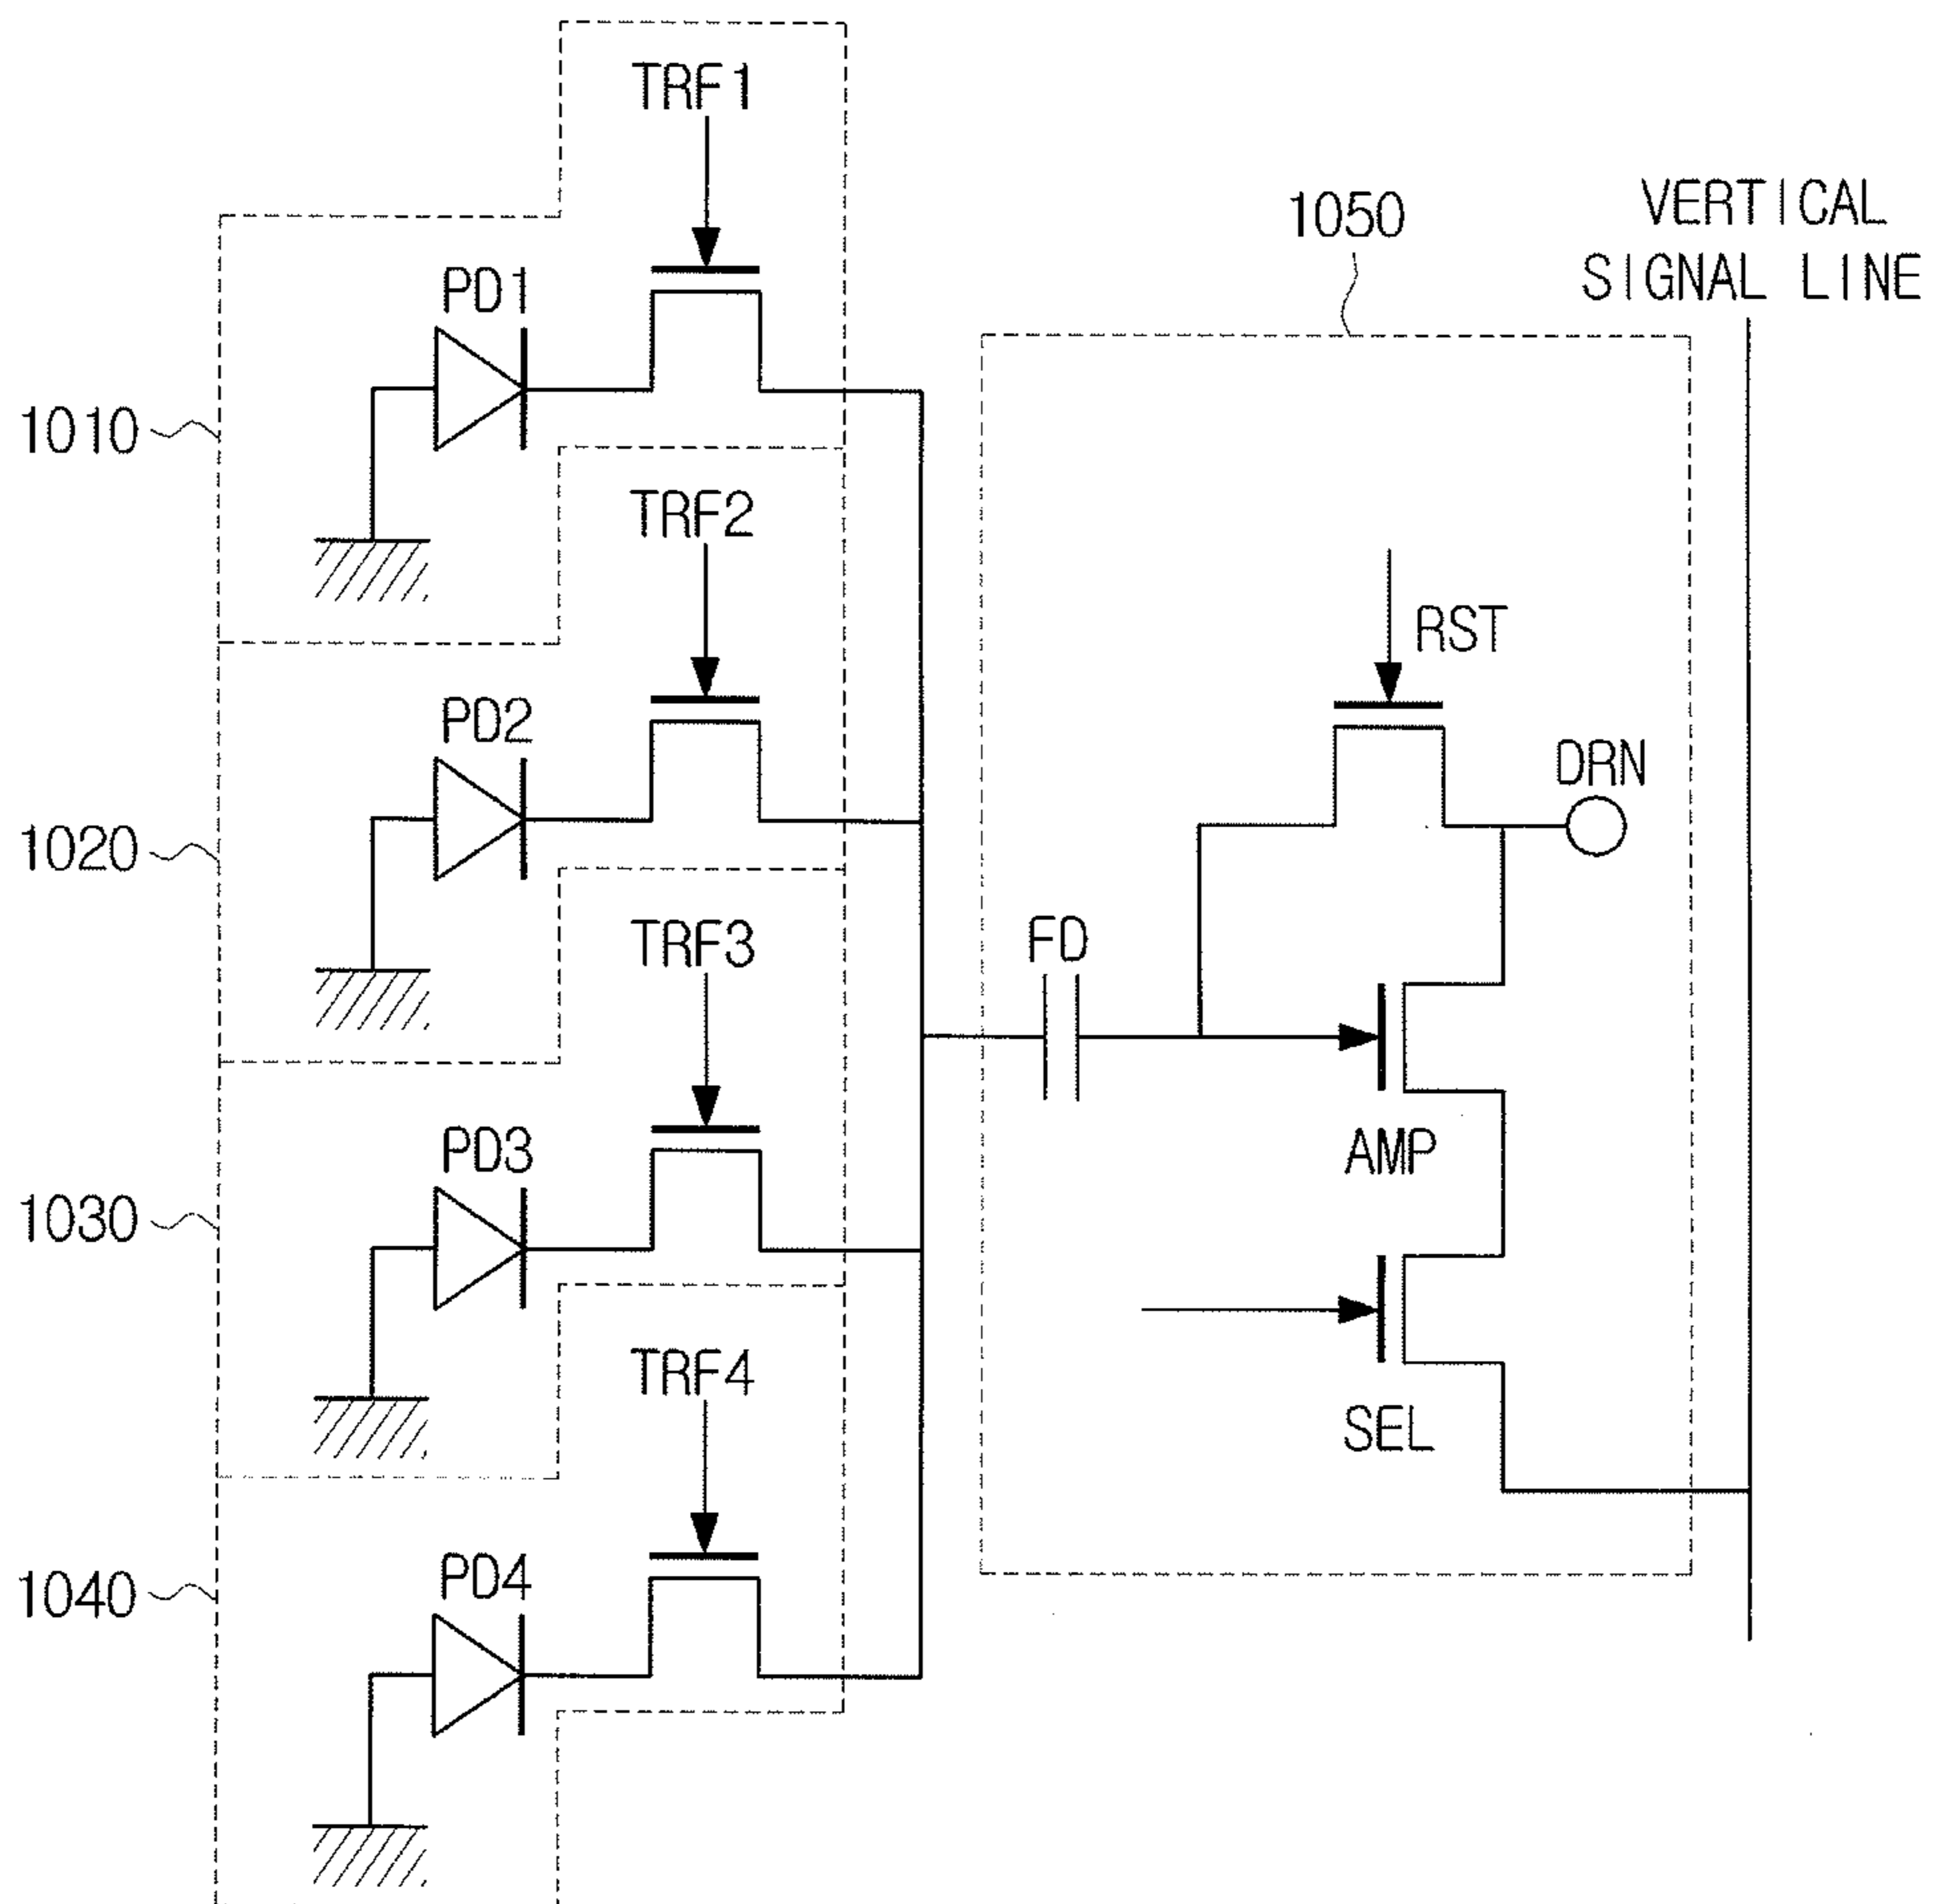 TRF1
VERTICAL
SIGNAL LINE
1050
PD1
1010
TRF2
RST
PD2
DRN
1020
TRF3
FD
PD3
AMP
1030
TRF4
SEL
PD4
1040